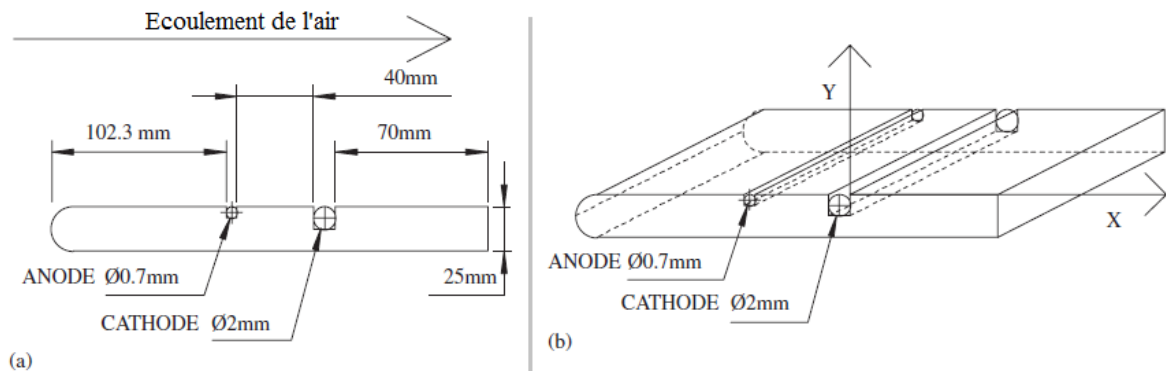 Ecoulement de l'air
40mm
102.3 mm
70mm
ANODE Ø0.7mm
25mm
CATHODE Ø2mm
(a)
Y
X
ANODE Ø0.7mm
CATHODE Ø2mm
(b)